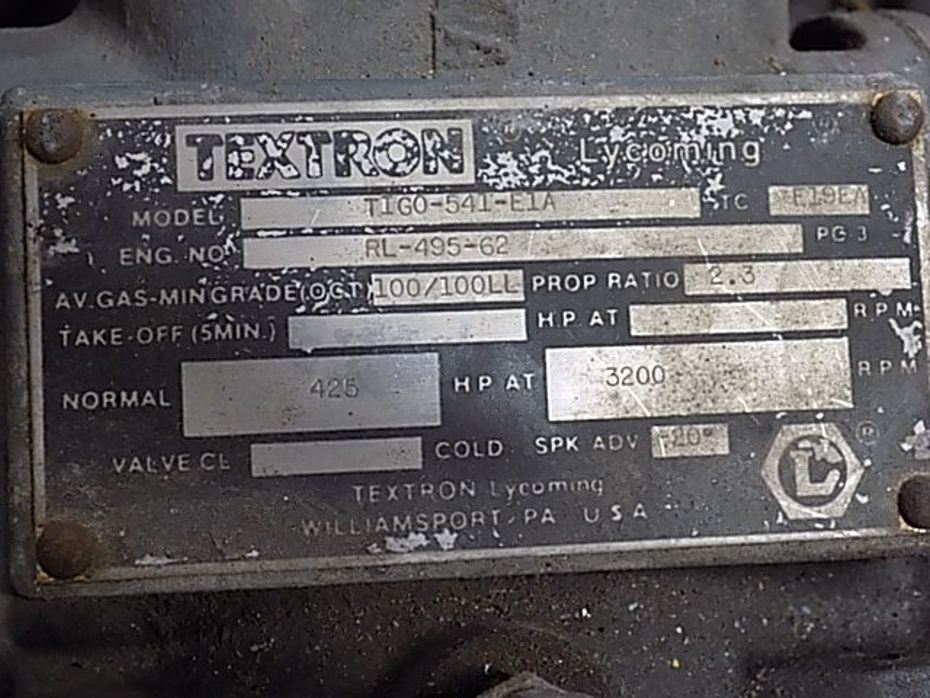 TEXTRON Lycoming
MODEL TIGO-541-E1A TC E19EA
ENG. NO RL-495-62 PG 3
AV. GAS-MIN GRADE (OCT) 100/100LL PROP RATIO 2.3
TAKE-OFF (5MIN.) H.P. AT R.P.M.
NORMAL 425 H.P AT 3200 R.P.M
VALVE CL COLD SPK ADV 20°
L ®
TEXTRON Lycoming
WILLIAMSPORT, PA U S A